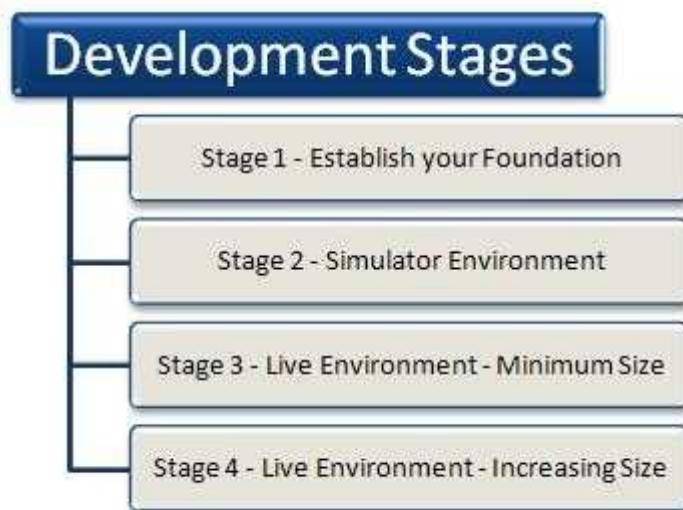 Development Stages
Stage 1 - Establish your Foundation
Stage 2 - Simulator Environment
Stage 3 - Live Environment - Minimum Size
Stage 4 - Live Environment - Increasing Size